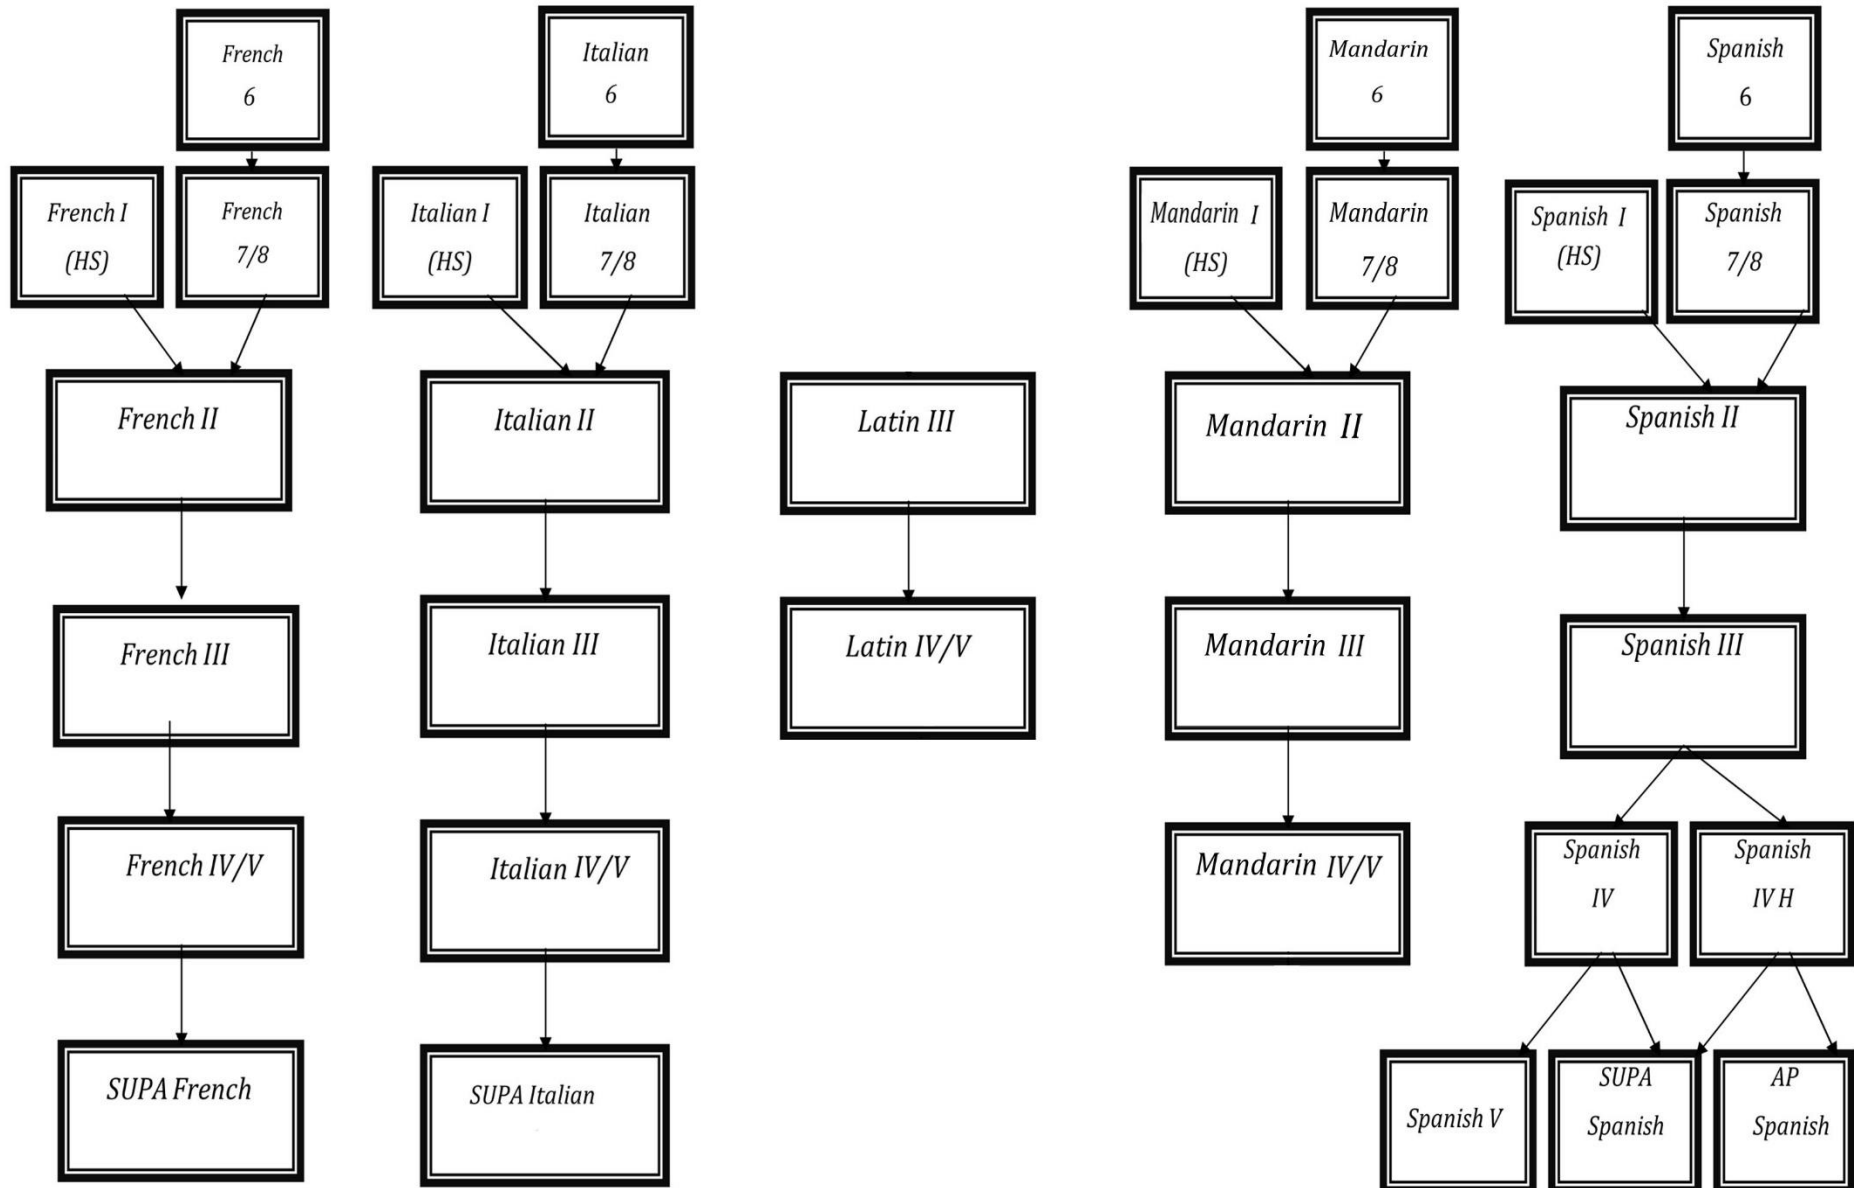 French
6
Italian
6
Mandarin
6
Spanish
6
French I
(HS)
French
7/8
Italian I
(HS)
Italian
7/8
Mandarin I
(HS)
Mandarin
7/8
Spanish I
(HS)
Spanish
7/8
French II
Italian II
Latin III
Mandarin II
Spanish II
French III
Italian III
Latin IV/V
Mandarin III
Spanish III
French IV/V
Italian IV/V
Mandarin IV/V
Spanish
IV
Spanish
IV H
SUPA French
SUPA Italian
Spanish V
SUPA
Spanish
AP
Spanish